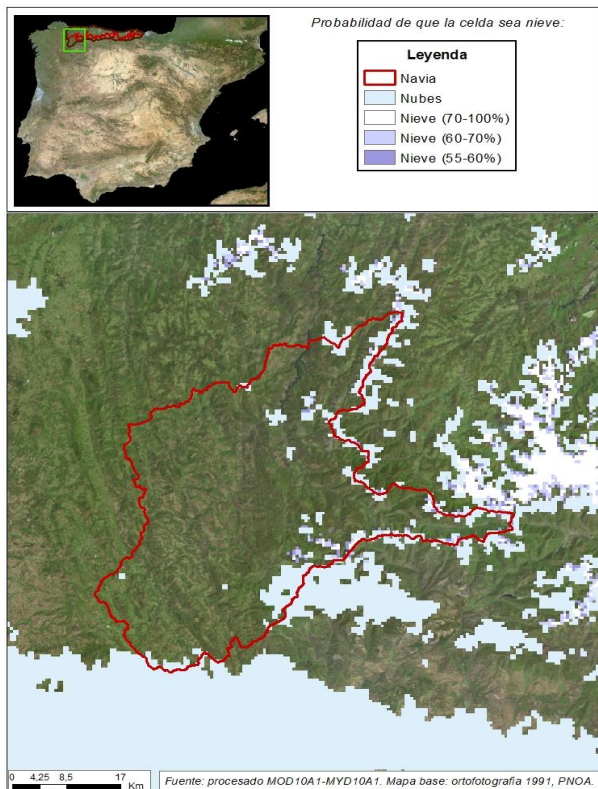 Probabilidad de que la celda sea nieve:
Leyenda
Navia
Nubes
Nieve (70-100%)
Nieve (60-70%)
Nieve (55-60%)
0 4,25 8,5 17
Km
Fuente: procesado MOD10A1-MYD10A1. Mapa base: ortofotografia 1991, PNOA.